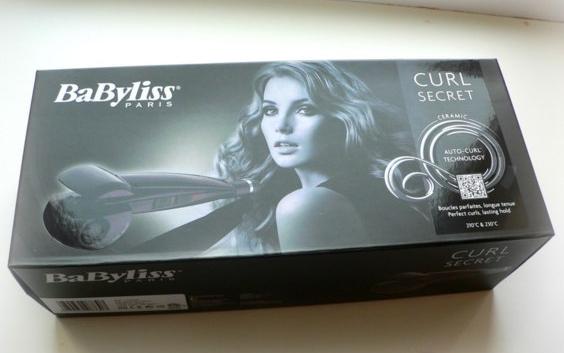 BaByliss®
PARIS
CURL
SECRET
CERAMIC
AUTO-CURL
TECHNOLOGY
Boucles parfaites, longue tenue
Perfect curls, lasting hold
210°C & 230°C
BaByliss®
PARIS
CURL
SECRET